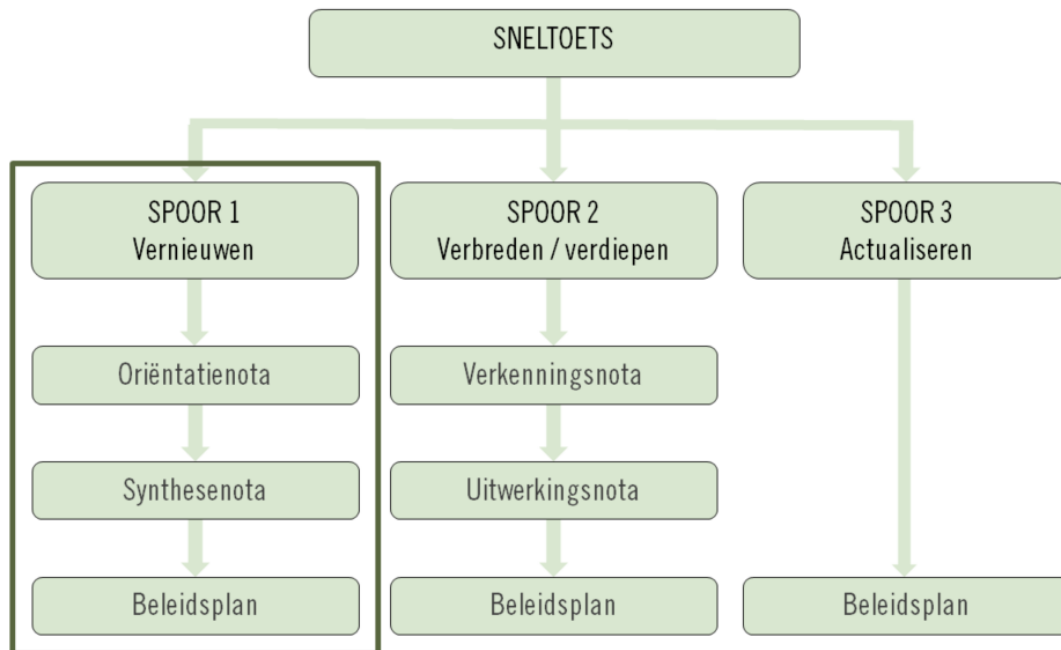 SNELTOETS
SPOOR 1
Vernieuwen
Oriëntatienota
Synthesenota
Beleidsplan
SPOOR 2
Verbreden / verdiepen
Verkenningsnota
Uitwerkingsnota
Beleidsplan
SPOOR 3
Actualiseren
Beleidsplan